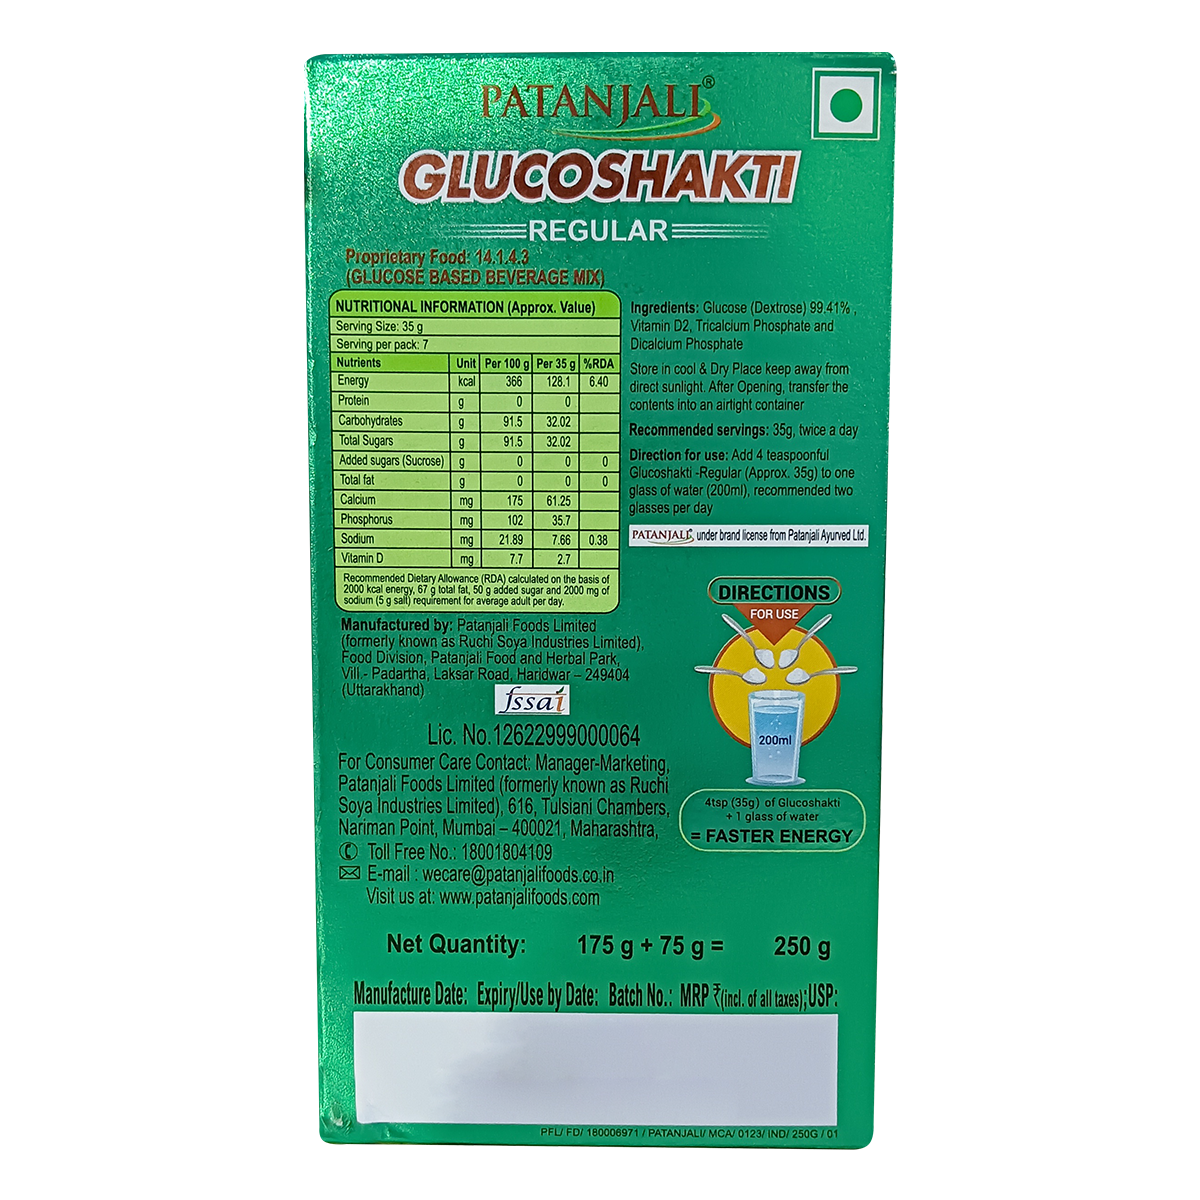 PATANJALI®
GLUCOSHAKTI
REGULAR
Proprietary Food: 14.1.4.3
(GLUCOSE BASED BEVERAGE MIX)
NUTRITIONAL INFORMATION (Approx. Value)
Serving Size: 35 g
Serving per pack: 7
Nutrients Unit Per 100 g Per 35 g %RDA
Energy kcal 366 128.1 6.40
Protein g 0 0
Carbohydrates g 91.5 32.02
Total Sugars g 91.5 32.02
Added sugars (Sucrose) g 0 0 0
Total fat g 0 0 0
Calcium mg 175 61.25
Phosphorus mg 102 35.7
Sodium mg 21.89 7.66 0.38
Vitamin D mg 7.7 2.7
Recommended Dietary Allowance (RDA) calculated on the basis of
2000 kcal energy, 67 g total fat, 50 g added sugar and 2000 mg of
sodium (5 g salt) requirement for average adult per day.
Ingredients: Glucose (Dextrose) 99.41% ,
Vitamin D2, Tricalcium Phosphate and
Dicalcium Phosphate
Store in cool & Dry Place keep away from
direct sunlight. After Opening, transfer the
contents into an airtight container
Recommended servings: 35g, twice a day
Direction for use: Add 4 teaspoonful
Glucoshakti -Regular (Approx. 35g) to one
glass of water (200ml), recommended two
glasses per day
PATANJALI® under brand license from Patanjali Ayurved Ltd.
DIRECTIONS
FOR USE
200ml
4tsp (35g) of Glucoshakti
+ 1 glass of water
= FASTER ENERGY
Manufactured by: Patanjali Foods Limited
(formerly known as Ruchi Soya Industries Limited),
Food Division, Patanjali Food and Herbal Park,
Vill.- Padartha, Laksar Road, Haridwar – 249404
(Uttarakhand)
fssai
Lic. No.12622999000064
For Consumer Care Contact: Manager-Marketing,
Patanjali Foods Limited (formerly known as Ruchi
Soya Industries Limited), 616, Tulsiani Chambers,
Nariman Point, Mumbai – 400021, Maharashtra,
Toll Free No.: 18001804109
E-mail : wecare@patanjalifoods.co.in
Visit us at: www.patanjalifoods.com
Net Quantity: 175 g + 75 g = 250 g
Manufacture Date: Expiry/Use by Date: Batch No.: MRP ₹(incl. of all taxes);USP:
PFL/ FD/ 180006971 / PATANJALI/ MCA/ 0123/ IND/ 250G / 01